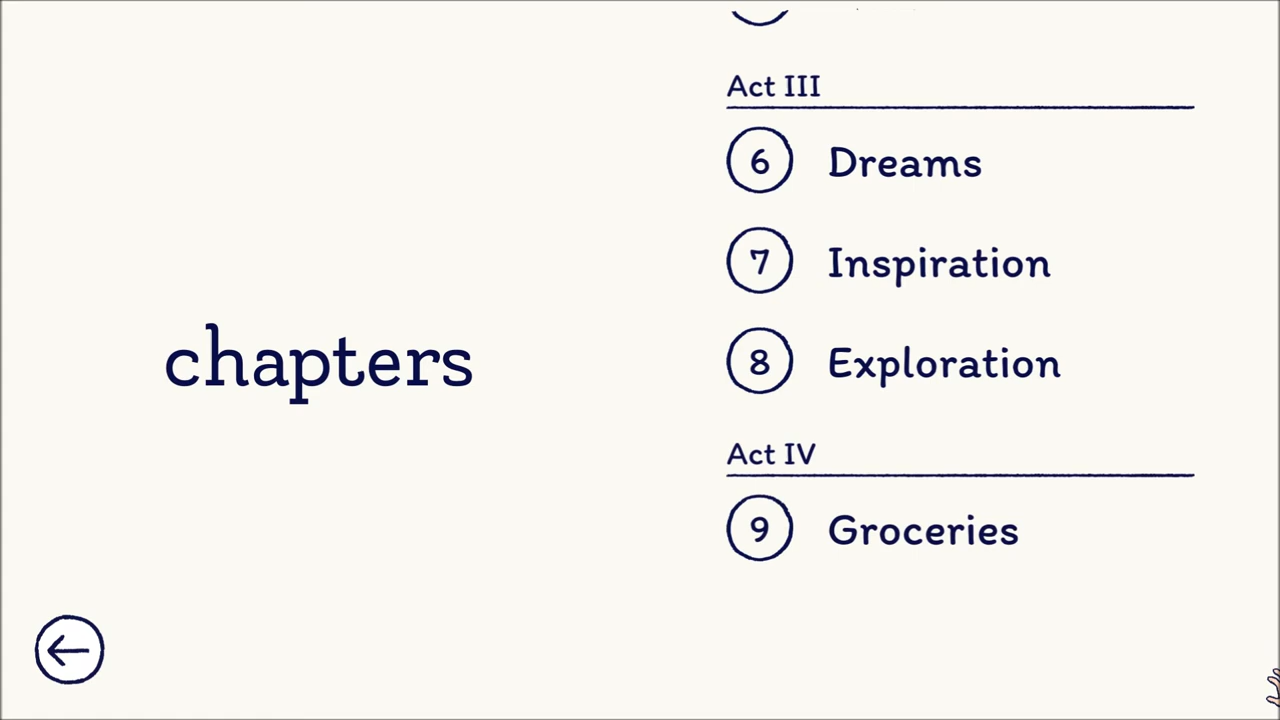 chapters
Act III
6 Dreams
7 Inspiration
8 Exploration
Act IV
9 Groceries